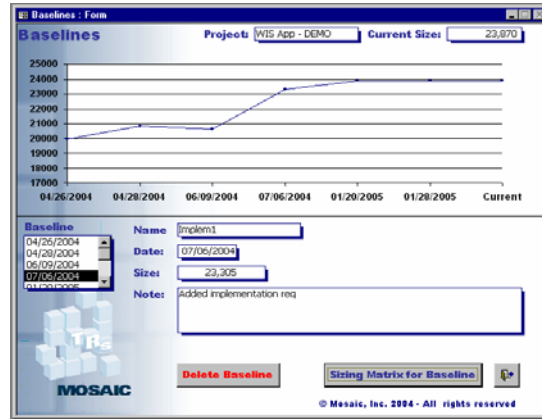 Baselines : Form
Baselines Project: WIS App - DEMO Current Size: 23,870
25000
24000
23000
22000
21000
20000
19000
18000
17000
04/26/2004 04/28/2004 06/09/2004 07/06/2004 01/20/2005 01/28/2005 Current
Baseline
04/26/2004
04/28/2004
06/09/2004
07/06/2004
01/20/2005
Name Implem1
Date: 07/06/2004
Size: 23,305
Note: Added implementation req
TRs
MOSAIC
Delete Baseline Sizing Matrix for Baseline
© Mosaic, Inc. 2004 - All rights reserved